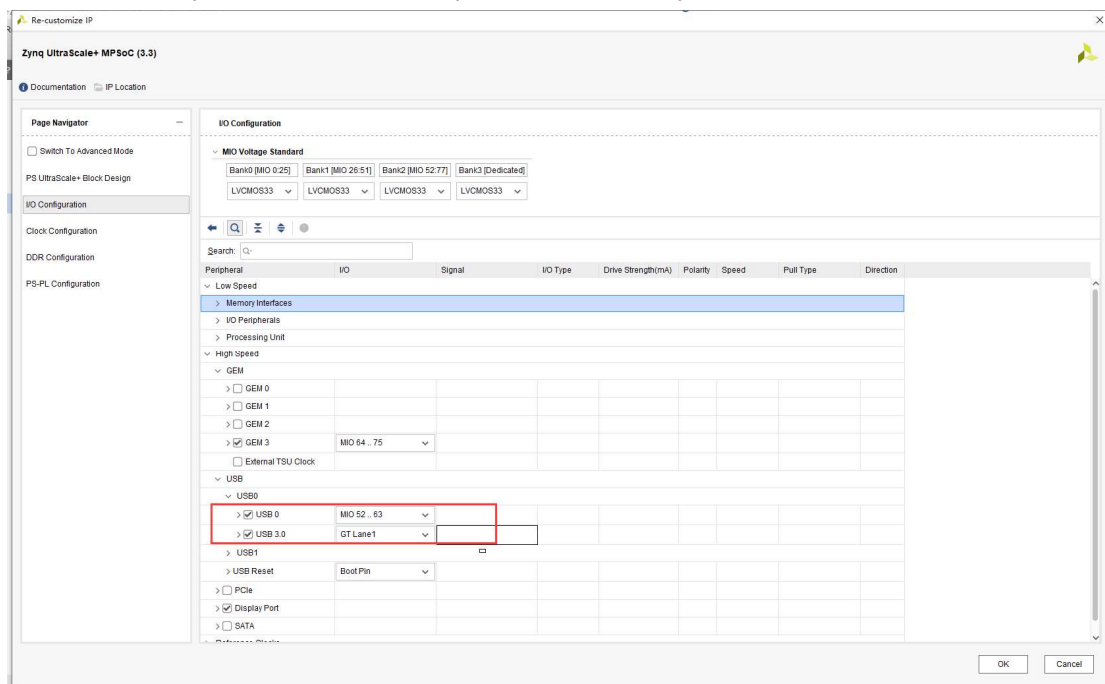 Re-customize IP
Zynq UltraScale+ MPSoC (3.3)
Documentation IP Location
Page Navigator
Switch To Advanced Mode
PS UltraScale+ Block Design
I/O Configuration
Clock Configuration
DDR Configuration
PS-PL Configuration
I/O Configuration
MIO Voltage Standard
Bank0 [MIO 0:25] Bank1 [MIO 26:51] Bank2 [MIO 52:77] Bank3 [Dedicated]
LVCMOS33 LVCMOS33 LVCMOS33 LVCMOS33
Search:
Peripheral I/O Signal I/O Type Drive Strength(mA) Polarity Speed Pull Type Direction
Low Speed
Memory Interfaces
I/O Peripherals
Processing Unit
High Speed
GEM
GEM 0
GEM 1
GEM 2
GEM 3 MIO 64 .. 75
External TSU Clock
USB
USB0
USB 0 MIO 52 .. 63
USB 3.0 GT Lane1
USB1
USB Reset Boot Pin
PCIe
Display Port
SATA
OK Cancel